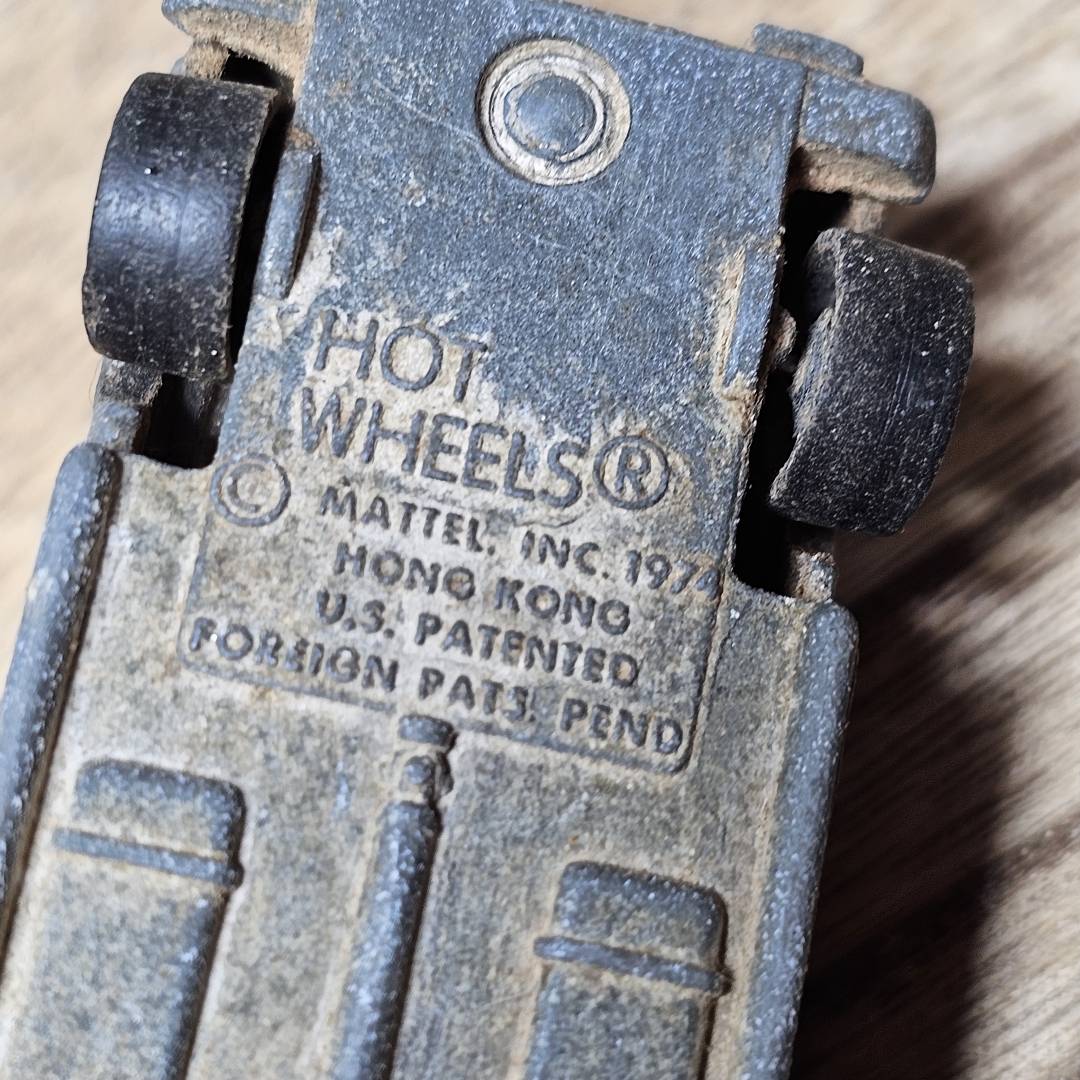 HOT
WHEELS®
© MATTEL. INC. 1974
HONG KONG
U.S. PATENTED
FOREIGN PATS. PEND